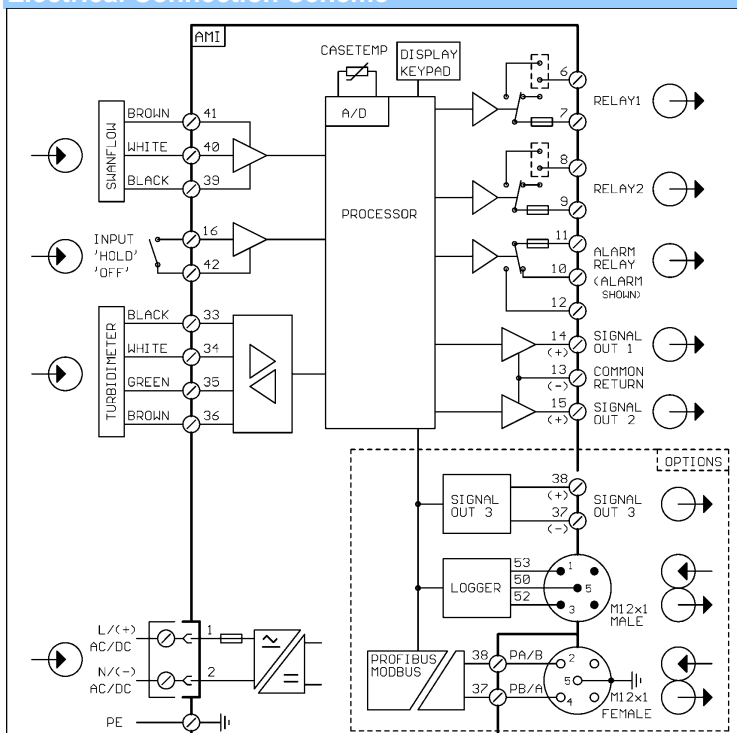 Electrical Connection Scheme
AMI
CASETEMP
DISPLAY
KEYPAD
A/D
PROCESSOR
SWANFLOW
BROWN 41
WHITE 40
BLACK 39
INPUT
'HOLD'
'OFF'
16
42
TURBIDIMETER
BLACK 33
WHITE 34
GREEN 35
BROWN 36
6
7
RELAY1
8
9
RELAY2
11
10
12
ALARM
RELAY
(ALARM
SHOWN)
14
(+)
SIGNAL
OUT 1
13
(-)
COMMON
RETURN
15
(+)
SIGNAL
OUT 2
OPTIONS
SIGNAL
OUT 3
38
(+)
37
(-)
SIGNAL
OUT 3
LOGGER
53
50
52
1
5
3
M12x1
MALE
PROFIBUS
MODBUS
38 PA/B
37 PB/A
2
5
4
M12x1
FEMALE
L/(+)
AC/DC
1
N/(-)
AC/DC
2
PE